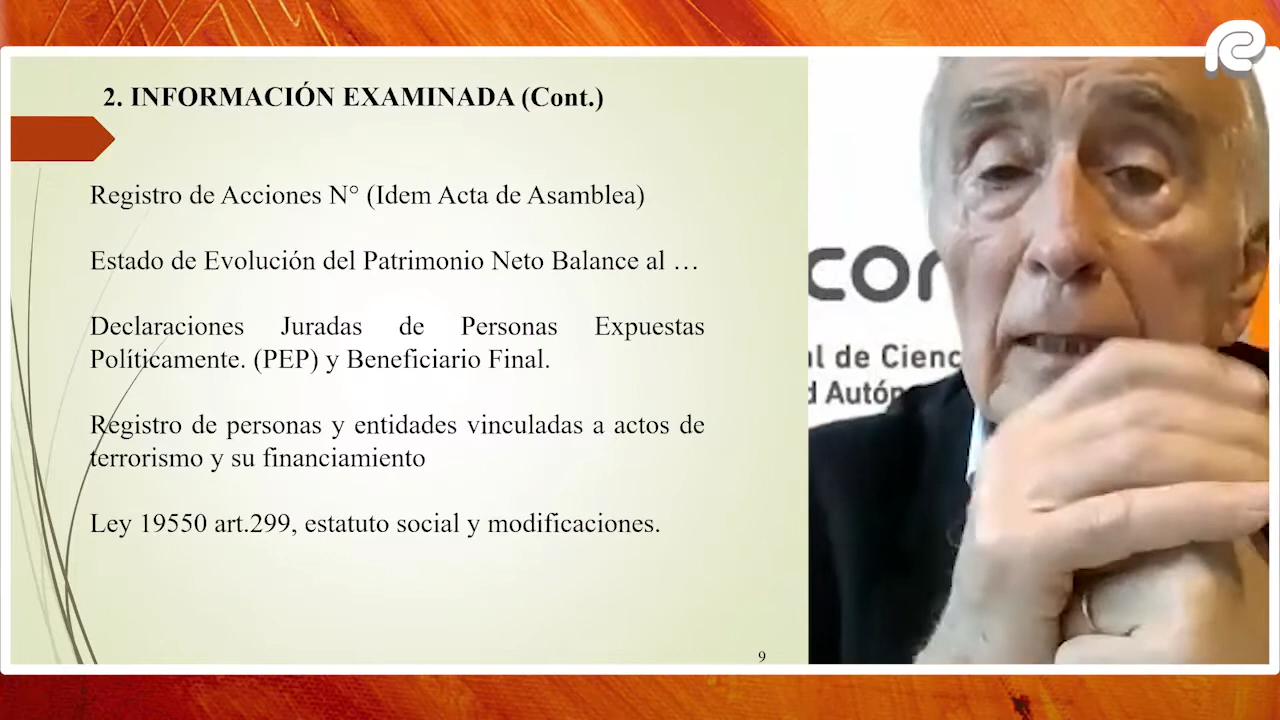 2. INFORMACIÓN EXAMINADA (Cont.)
Registro de Acciones N° (Idem Acta de Asamblea)
Estado de Evolución del Patrimonio Neto Balance al …
Declaraciones Juradas de Personas Expuestas
Políticamente. (PEP) y Beneficiario Final.
Registro de personas y entidades vinculadas a actos de
terrorismo y su financiamiento
Ley 19550 art.299, estatuto social y modificaciones.
9
con
al de Cienc
d Autón